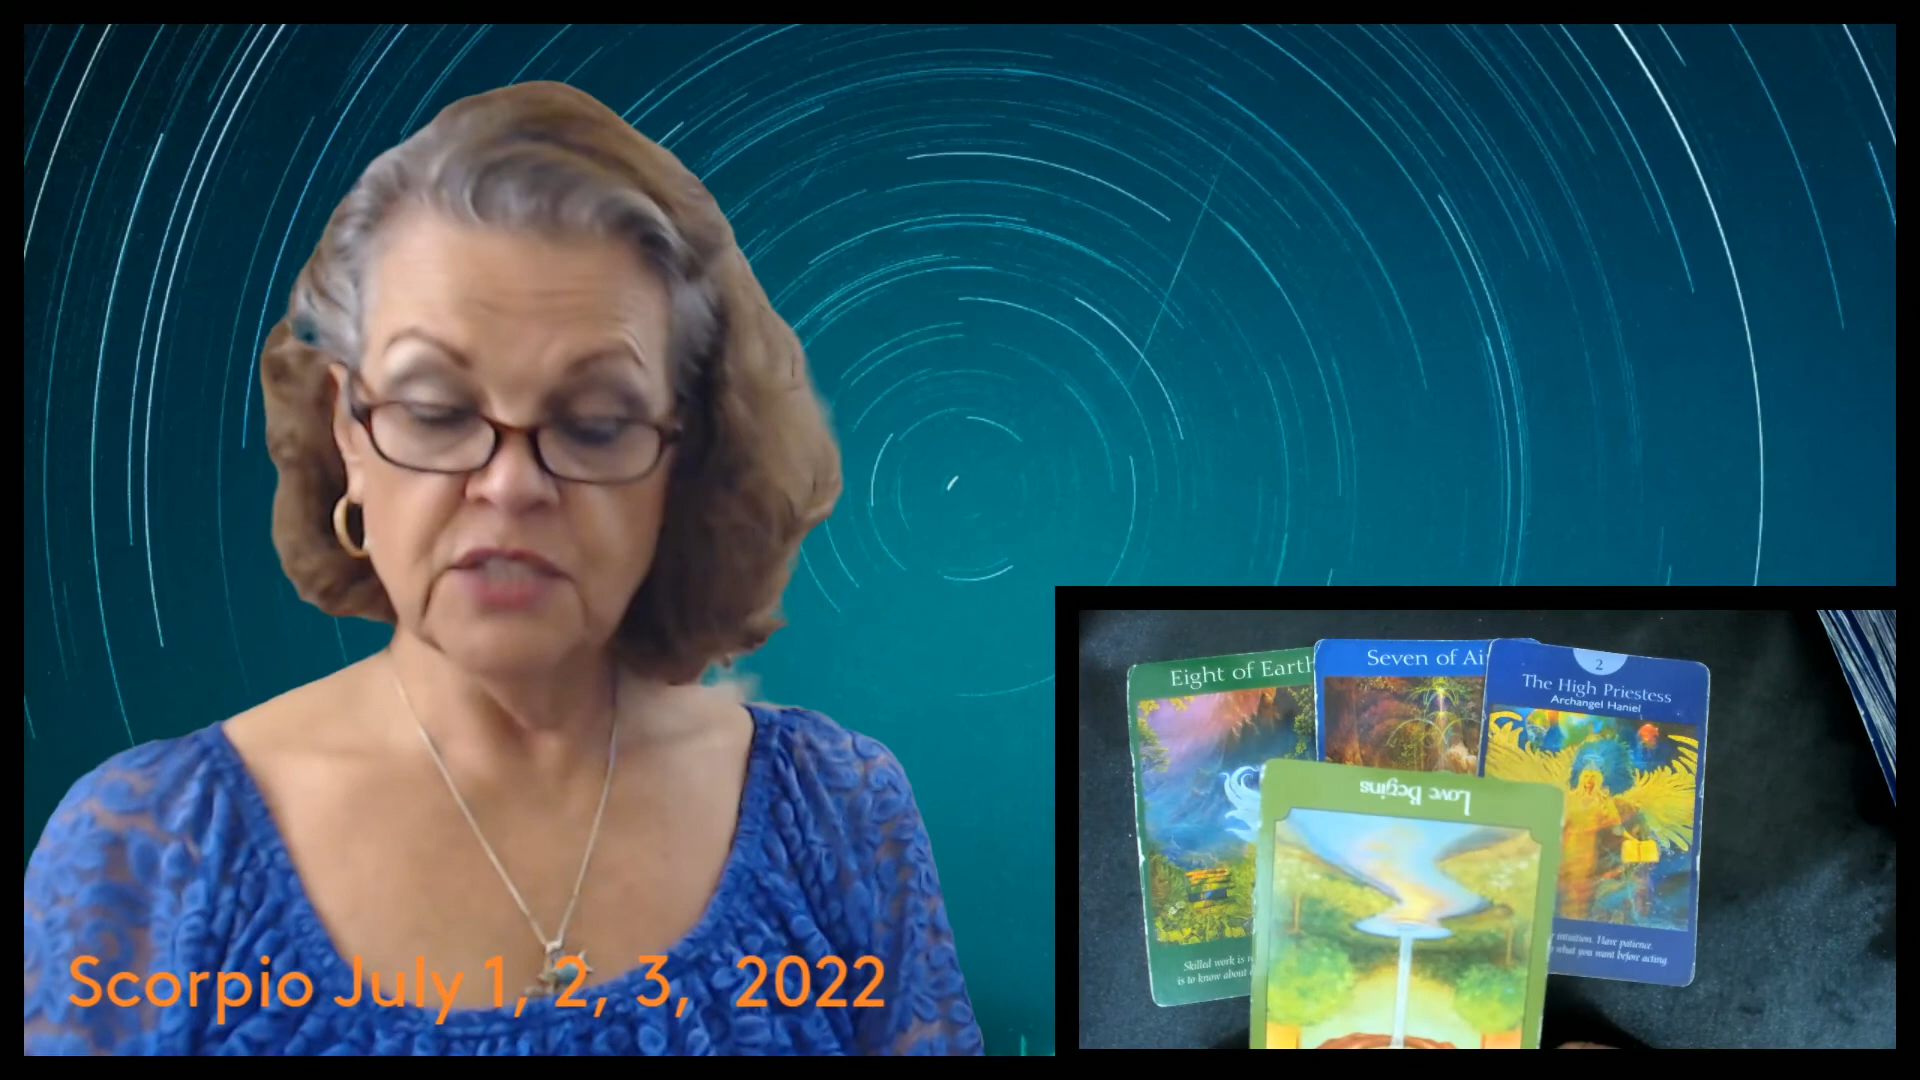 Scorpio July 1, 2, 3, 2022
Eight of Earth
Seven of Ai
2
The High Priestess
Archangel Haniel
Love Begins
Skilled work is
is to know about
intuition. Have patience.
what you want before acting